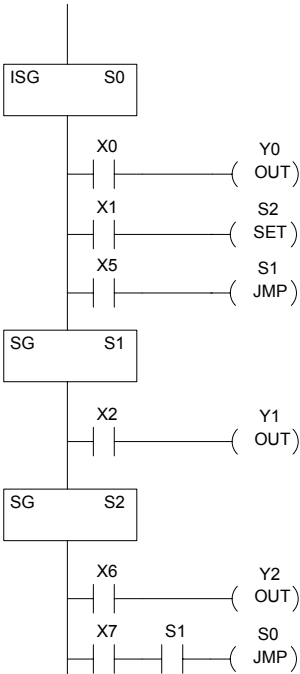 ISG S0
X0 Y0
OUT
X1 S2
SET
X5 S1
JMP
SG S1
X2 Y1
OUT
SG S2
X6 Y2
OUT
X7 S1 S0
JMP